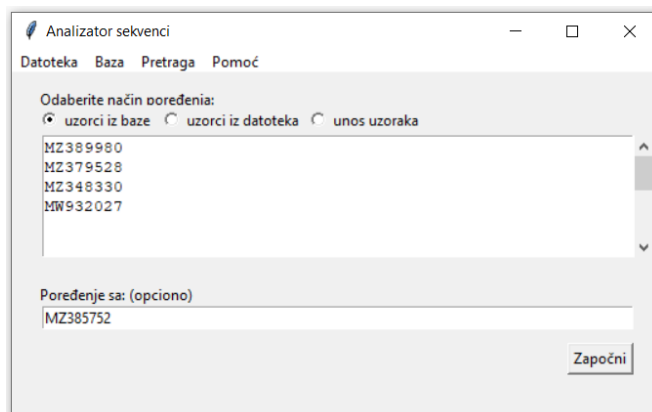 Analizator sekvenci
Datoteka Baza Pretraga Pomoć
Odaberite način poređenja:
uzorci iz baze uzorci iz datoteka unos uzoraka
MZ389980
MZ379528
MZ348330
MW932027
Poređenje sa: (opciono)
MZ385752
Započni